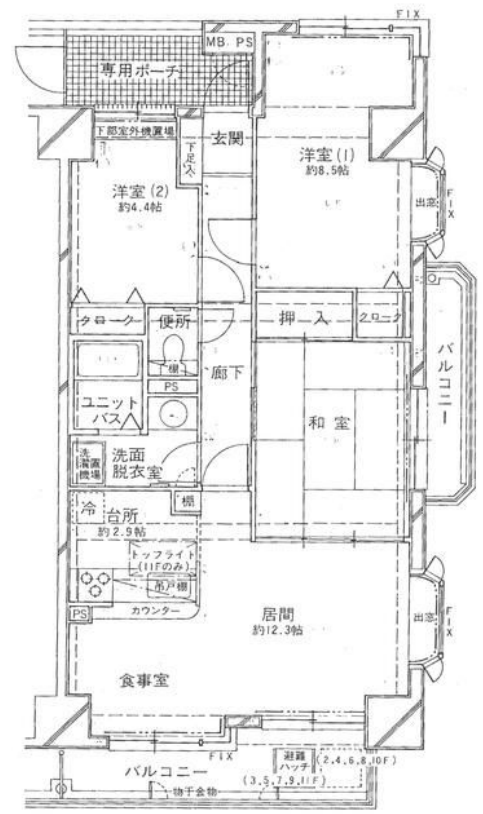 FIX
MB PS
専用ポーチ
玄関
下部室外機置場
下足入
洋室(1)
約8.5帖
洋室(2)
約4.4帖
出窓
FIX
クローク
便所
棚
PS
押入
クローク
バルコニー
廊下
和室
ユニット
バス
洗濯機
置場
洗面
脱衣室
冷
台所
約2.9帖
棚
トップライト
(11Fのみ)
吊戸棚
カウンター
PS
居間
約12.3帖
出窓
FIX
食事室
FIX
バルコニー
避難
ハッチ
(2,4,6,8,10F)
(3,5,7,9,11F)
物干金物